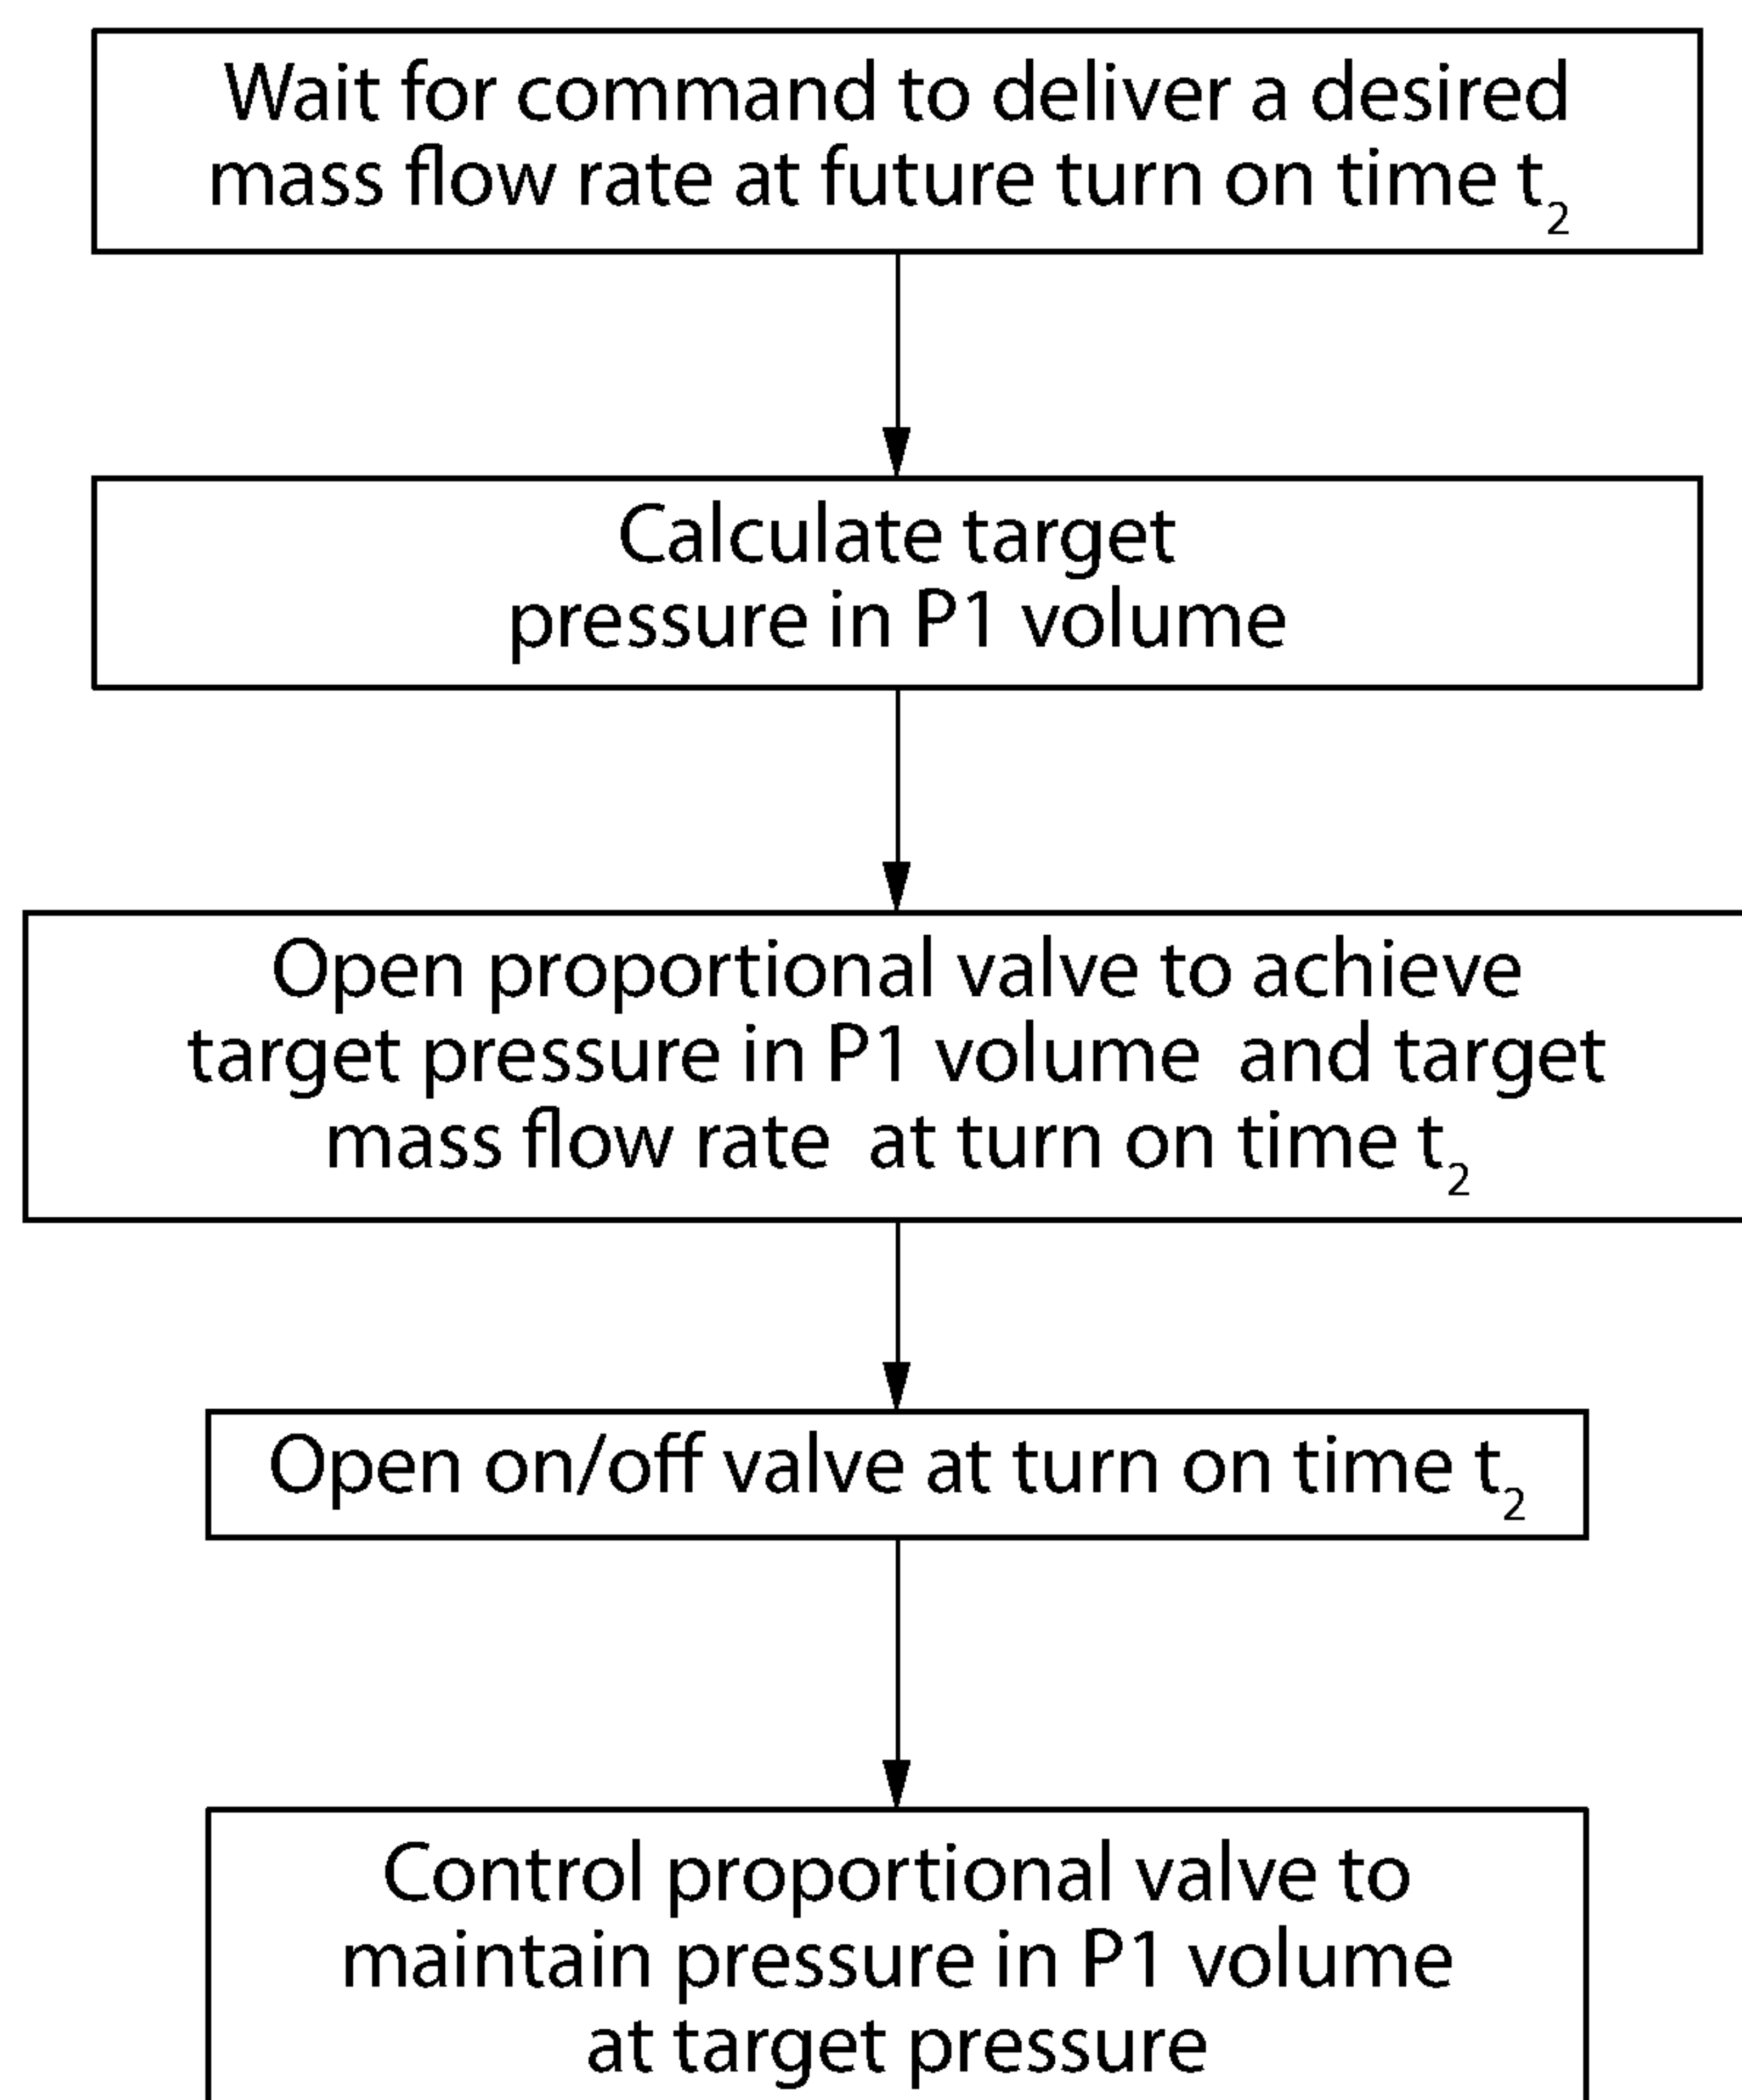 Wait for command to deliver a desired
mass flow rate at future turn on time t₂
Calculate target
pressure in P1 volume
Open proportional valve to achieve
target pressure in P1 volume and target
mass flow rate at turn on time t₂
Open on/off valve at turn on time t₂
Control proportional valve to
maintain pressure in P1 volume
at target pressure